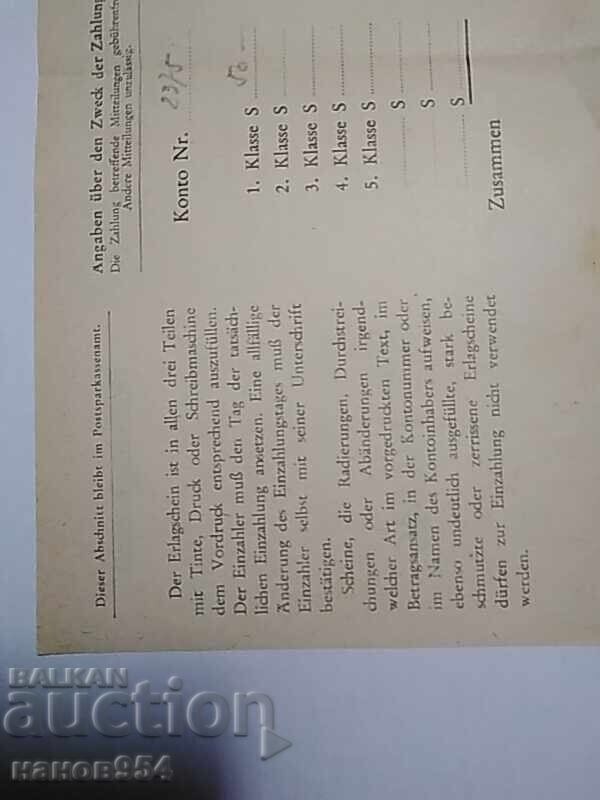 Dieser Abschnitt bleibt im Postsparkassenamt.
Der Erlagschein ist in allen drei Teilen
mit Tinte, Druck oder Schreibmaschine
dem Vordruck entsprechend auszufüllen.
Der Einzahler muß den Tag der tatsäch-
lichen Einzahlung ansetzen. Eine allfällige
Änderung des Einzahlungstages muß der
Einzahler selbst mit seiner Unterschrift
bestätigen.
Scheine, die Radierungen, Durchstrei-
chungen oder Abänderungen irgend-
welcher Art im vorgedruckten Text, im
Betragsansatz, in der Kontonummer oder
im Namen des Kontoinhabers aufweisen,
ebenso undeutlich ausgefüllte, stark be-
schmutzte oder zerrissene Erlagscheine
dürfen zur Einzahlung nicht verwendet
werden.
Angaben über den Zweck der Zahlung
Die Zahlung betreffende Mitteilungen gebührenfre
Andere Mitteilungen unzulässig.
Konto Nr. 2375
1. Klasse S 50 —
2. Klasse S
3. Klasse S
4. Klasse S
5. Klasse S
S
S
S
Zusammen
BALKAN
auction
нанов954